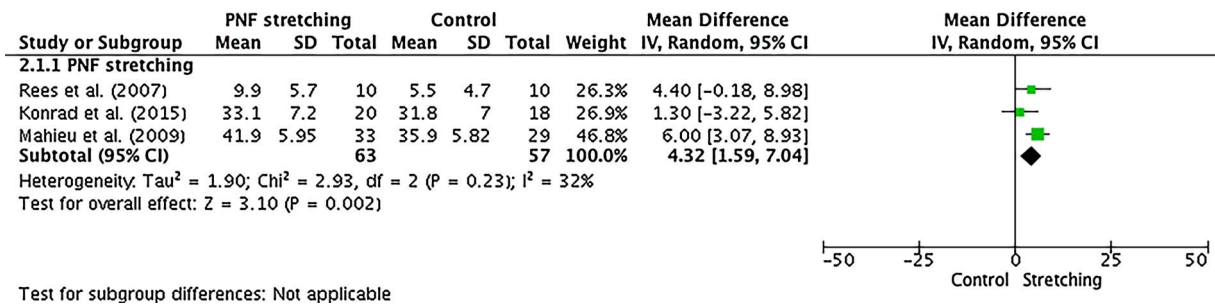 PNF stretching Control Mean Difference Mean Difference
Study or Subgroup Mean SD Total Mean SD Total Weight IV, Random, 95% CI IV, Random, 95% CI
2.1.1 PNF stretching
Rees et al. (2007) 9.9 5.7 10 5.5 4.7 10 26.3% 4.40 [−0.18, 8.98]
Konrad et al. (2015) 33.1 7.2 20 31.8 7 18 26.9% 1.30 [−3.22, 5.82]
Mahieu et al. (2009) 41.9 5.95 33 35.9 5.82 29 46.8% 6.00 [3.07, 8.93]
Subtotal (95% CI) 63 57 100.0% 4.32 [1.59, 7.04]
Heterogeneity: Tau² = 1.90; Chi² = 2.93, df = 2 (P = 0.23); I² = 32%
Test for overall effect: Z = 3.10 (P = 0.002)
−50 −25 0 25 50
Control Stretching
Test for subgroup differences: Not applicable